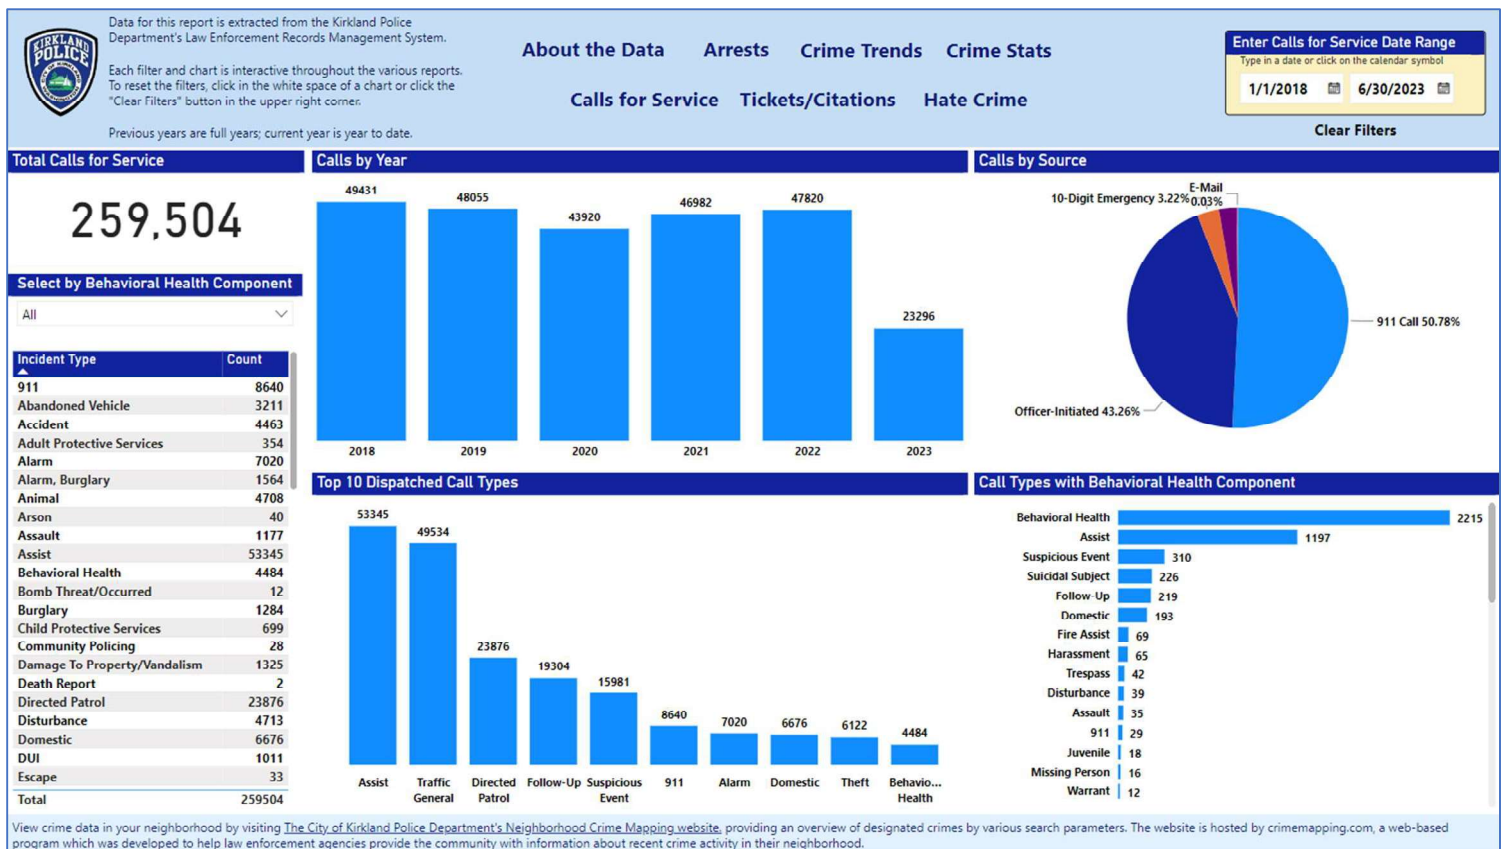 KIRKLAND
POLICE
Data for this report is extracted from the Kirkland Police
Department's Law Enforcement Records Management System.
Each filter and chart is interactive throughout the various reports.
To reset the filters, click in the white space of a chart or click the
"Clear Filters" button in the upper right corner.
Previous years are full years; current year is year to date.
About the Data Arrests Crime Trends Crime Stats
Calls for Service Tickets/Citations Hate Crime
Enter Calls for Service Date Range
Type in a date or click on the calendar symbol
1/1/2018 6/30/2023
Clear Filters
Total Calls for Service
259,504
Select by Behavioral Health Component
All
Incident Type Count
911 8640
Abandoned Vehicle 3211
Accident 4463
Adult Protective Services 354
Alarm 7020
Alarm, Burglary 1564
Animal 4708
Arson 40
Assault 1177
Assist 53345
Behavioral Health 4484
Bomb Threat/Occurred 12
Burglary 1284
Child Protective Services 699
Community Policing 28
Damage To Property/Vandalism 1325
Death Report 2
Directed Patrol 23876
Disturbance 4713
Domestic 6676
DUI 1011
Escape 33
Total 259504
Calls by Year
49431 48055 43920 46982 47820 23296
2018 2019 2020 2021 2022 2023
Calls by Source
E-Mail
0.03%
10-Digit Emergency 3.22%
911 Call 50.78%
Officer-Initiated 43.26%
Top 10 Dispatched Call Types
53345 49534 23876 19304 15981 8640 7020 6676 6122 4484
Assist Traffic Directed Follow-Up Suspicious 911 Alarm Domestic Theft Behavio...
General Patrol Event Health
Call Types with Behavioral Health Component
Behavioral Health 2215
Assist 1197
Suspicious Event 310
Suicidal Subject 226
Follow-Up 219
Domestic 193
Fire Assist 69
Harassment 65
Trespass 42
Disturbance 39
Assault 35
911 29
Juvenile 18
Missing Person 16
Warrant 12
View crime data in your neighborhood by visiting The City of Kirkland Police Department's Neighborhood Crime Mapping website, providing an overview of designated crimes by various search parameters. The website is hosted by crimemapping.com, a web-based
program which was developed to help law enforcement agencies provide the community with information about recent crime activity in their neighborhood.